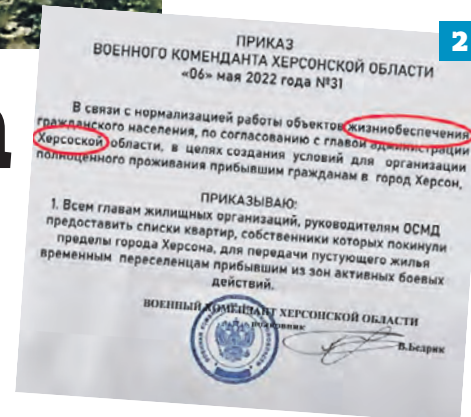 2
Д
ПРИКАЗ
ВОЕННОГО КОМЕНДАНТА ХЕРСОНСКОЙ ОБЛАСТИ
«06» мая 2022 года №31
В связи с нормализацией работы объектов жизниобеспечения
гражданского населения, по согласованию с главой администрации
Херсоской области, в целях создания условий для организации
полноценного проживания прибывшим гражданам в город Херсон,
ПРИКАЗЫВАЮ:
1. Всем главам жилищных организаций, руководителям ОСМД
предоставить списки квартир, собственники которых покинули
пределы города Херсона, для передачи пустующего жилья
временным переселенцам прибывшим из зон активных боевых
действий.
ВОЕННЫЙ КОМЕНДАНТ ХЕРСОНСКОЙ ОБЛАСТИ
полковник
В.Бедрик